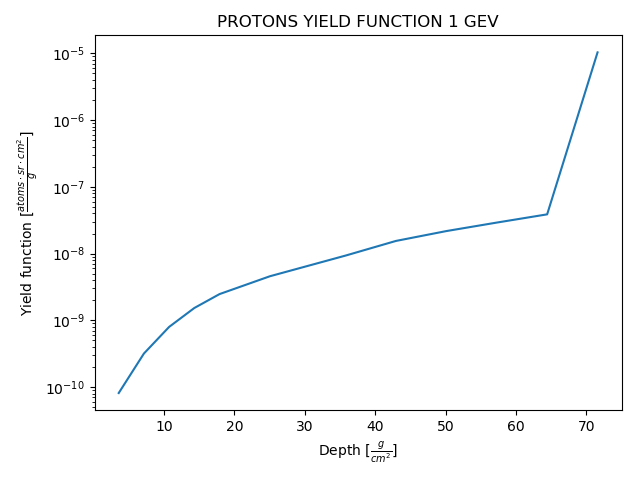 PROTONS YIELD FUNCTION 1 GEV
10⁻⁵
10⁻⁶
10⁻⁷
10⁻⁸
10⁻⁹
10⁻¹⁰
Yield function [atoms · sr · cm² / g]
10 20 30 40 50 60 70
Depth [g / cm²]